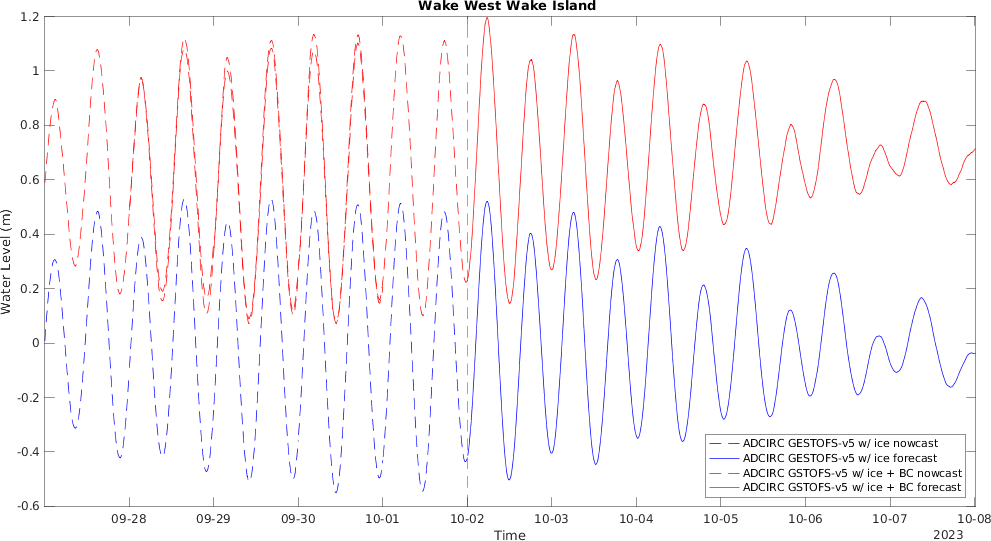 Wake West Wake Island
1.2
1
0.8
0.6
0.4
0.2
0
-0.2
-0.4
-0.6
Water Level (m)
ADCIRC GESTOFS-v5 w/ ice nowcast
ADCIRC GESTOFS-v5 w/ ice forecast
ADCIRC GSTOFS-v5 w/ ice + BC nowcast
ADCIRC GSTOFS-v5 w/ ice + BC forecast
09-28 09-29 09-30 10-01 10-02 10-03 10-04 10-05 10-06 10-07 10-08
Time
2023